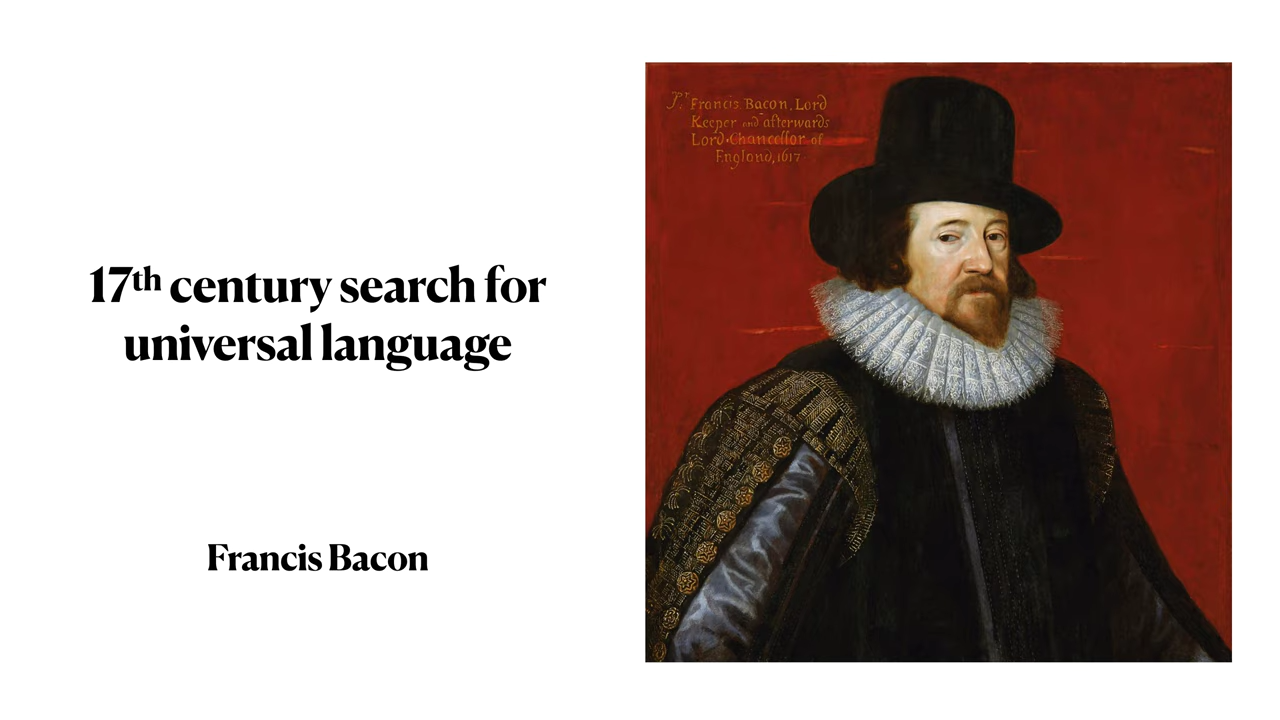 17th century search for
universal language
Francis Bacon
Sr Francis Bacon, Lord
Keeper and afterwards
Lord Chancellor of
England, 1617